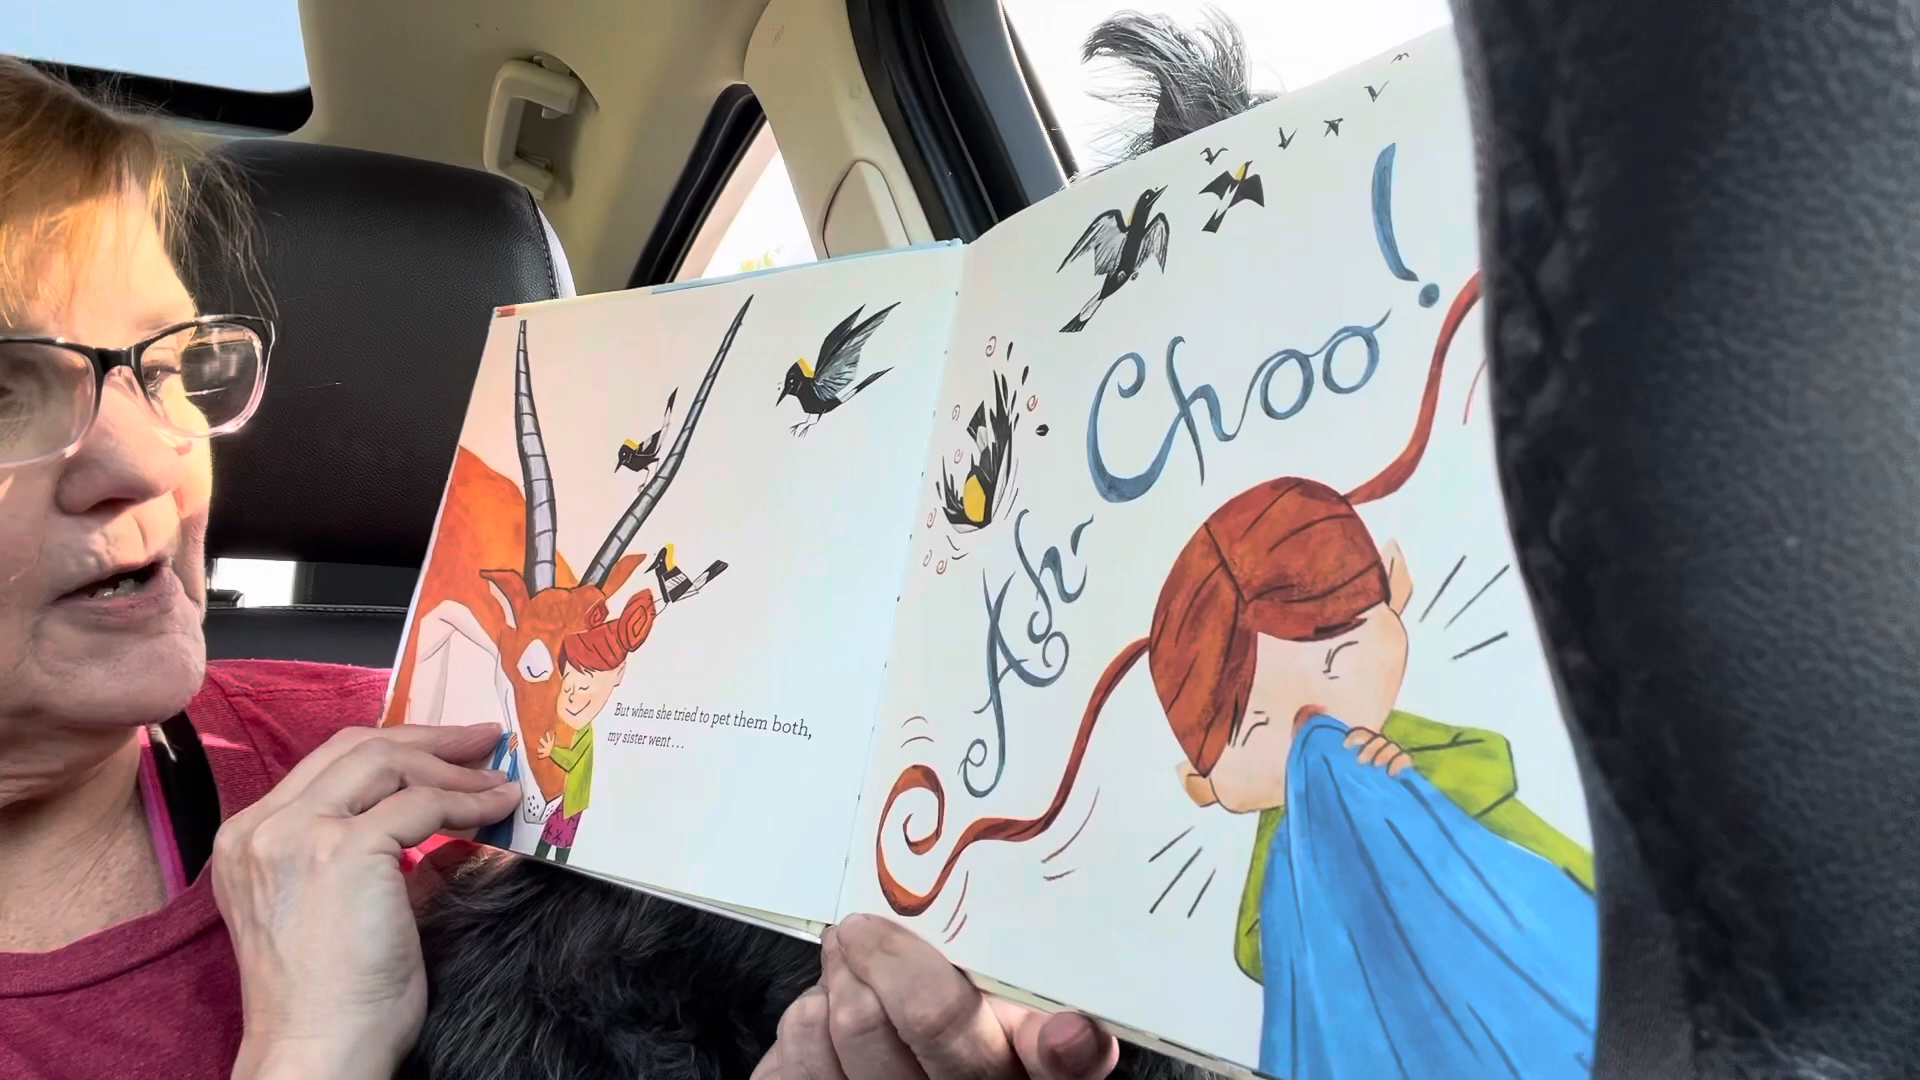 But when she tried to pet them both,
my sister went...
Ah-
Choo!